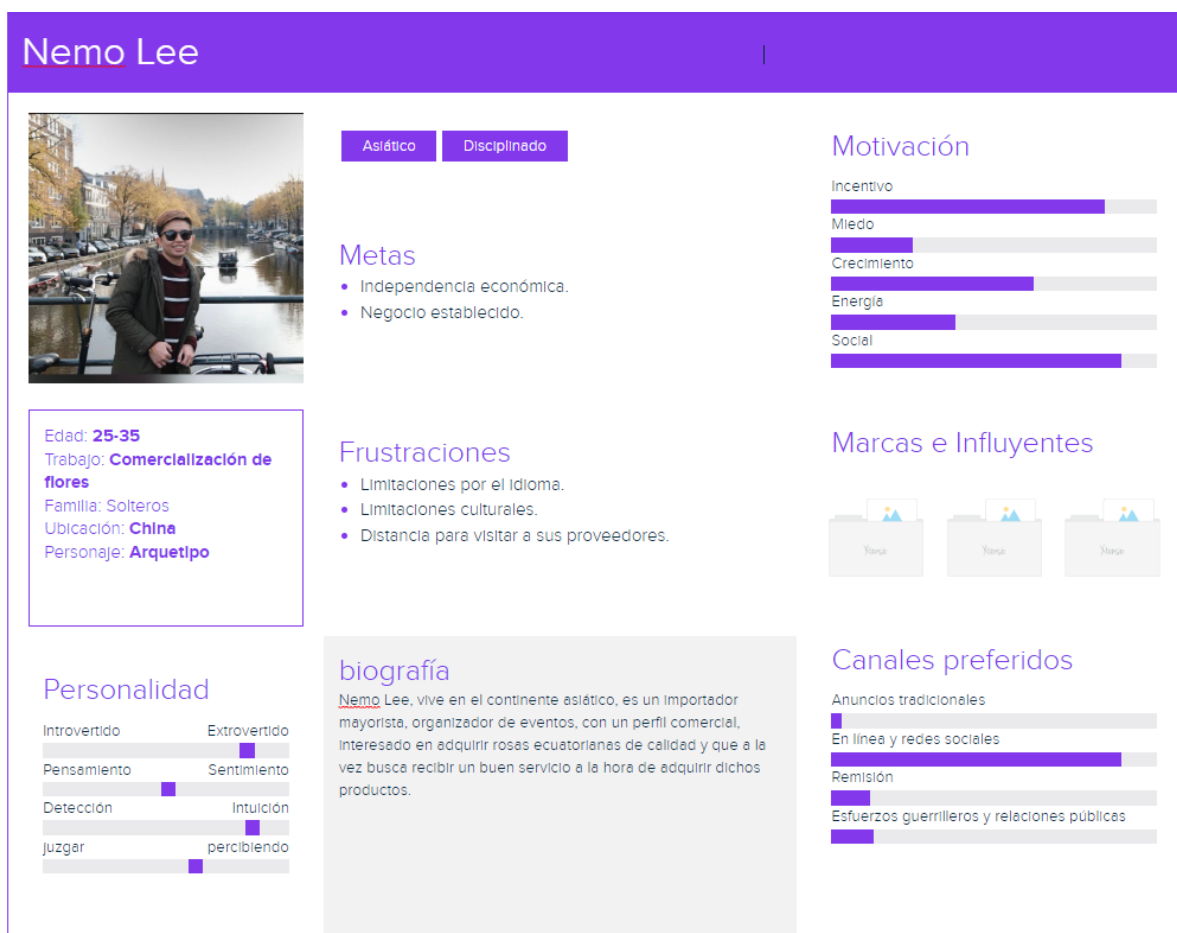 Nemo Lee
Asiático
Disciplinado
Metas
Independencia económica.
Negocio establecido.
Frustraciones
Limitaciones por el idioma.
Limitaciones culturales.
Distancia para visitar a sus proveedores.
Edad: 25-35
Trabajo: Comercialización de
flores
Familia: Solteros
Ubicación: China
Personaje: Arquetipo
Personalidad
Introvertido Extrovertido
Pensamiento Sentimiento
Detección Intuición
juzgar percibiendo
biografía
Nemo Lee, vive en el continente asiático, es un importador
mayorista, organizador de eventos, con un perfil comercial,
interesado en adquirir rosas ecuatorianas de calidad y que a la
vez busca recibir un buen servicio a la hora de adquirir dichos
productos.
Motivación
Incentivo
Miedo
Crecimiento
Energía
Social
Marcas e Influyentes
Canales preferidos
Anuncios tradicionales
En línea y redes sociales
Remisión
Esfuerzos guerrilleros y relaciones públicas